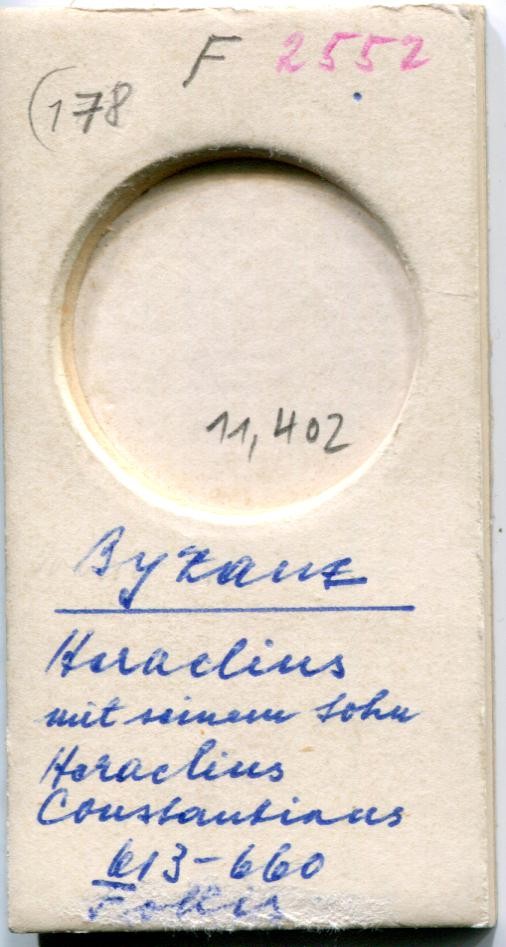 F 2552
(178
11,402
Byzanz
Heraclius
mit seinem Sohn
Heraclius
Constantinus
613-660
Follis